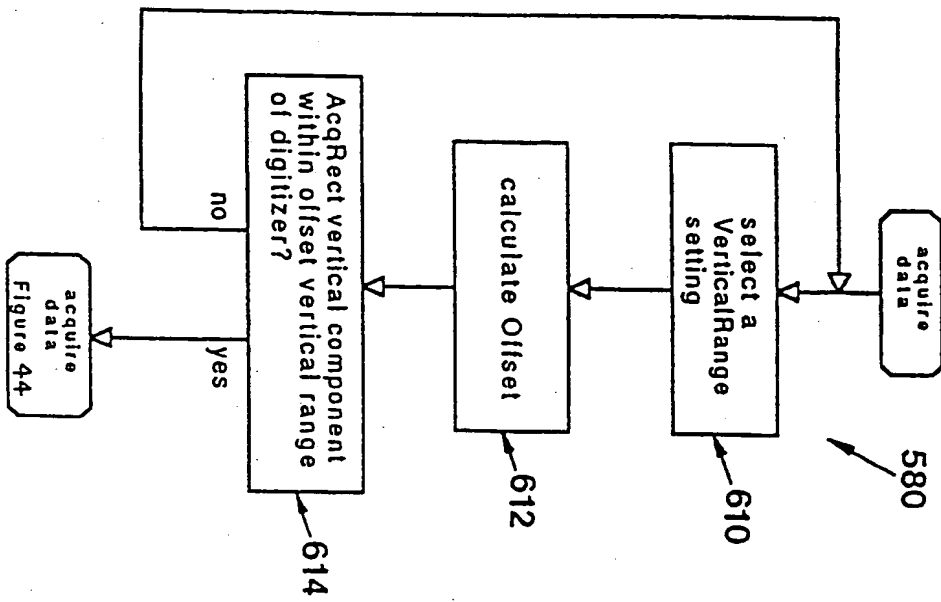 acquire
data
580
select a
VerticalRange
setting
610
calculate Offset
612
AcqRect vertical component
within offset vertical range
of digitizer?
614
no
yes
acquire
data
Figure 44